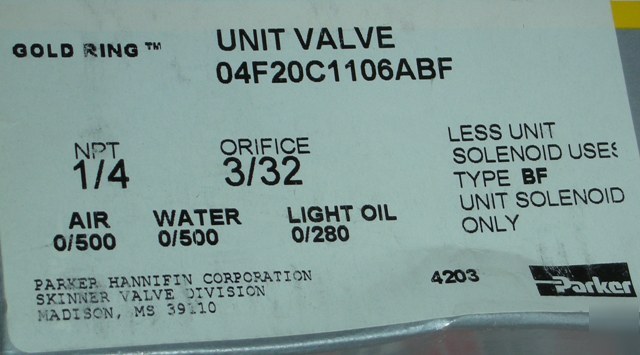 GOLD RING™
UNIT VALVE
04F20C1106ABF
NPT
1/4
ORIFICE
3/32
LESS UNIT
SOLENOID USES
TYPE BF
UNIT SOLENOID
ONLY
AIR
0/500
WATER
0/500
LIGHT OIL
0/280
PARKER HANNIFIN CORPORATION
SKINNER VALVE DIVISION
MADISON, MS 39110
4203
Parker